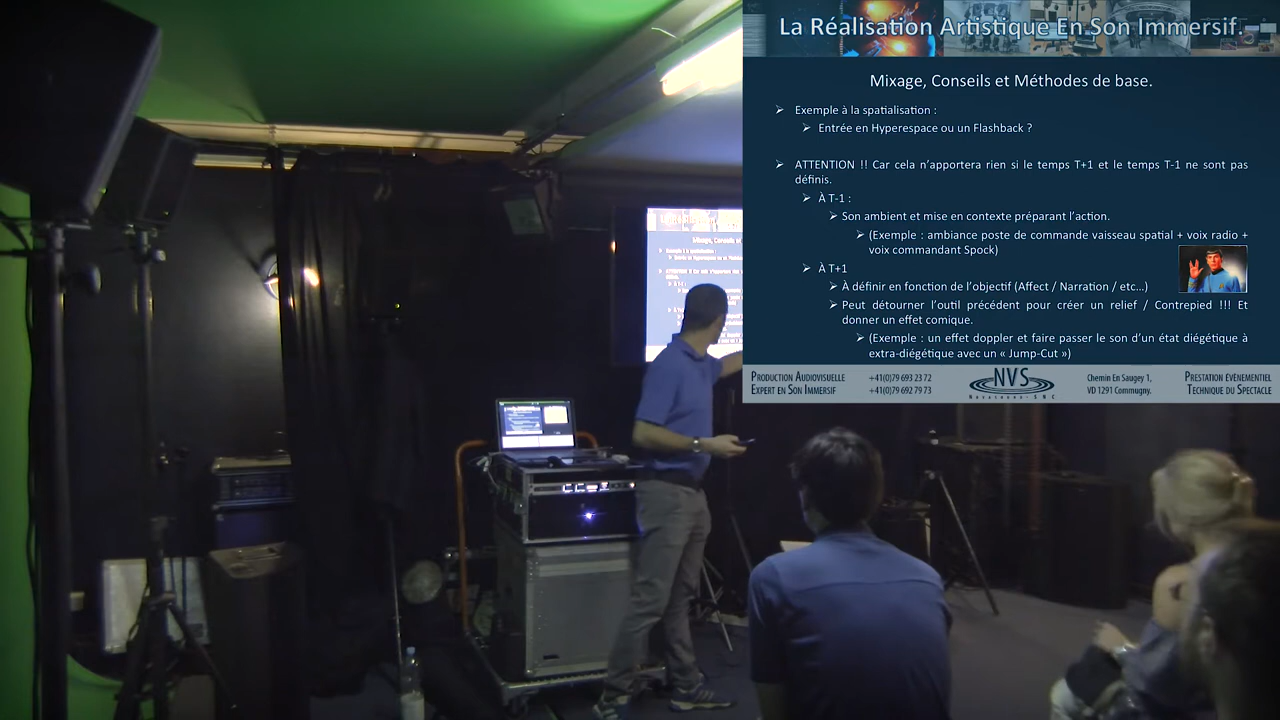 La Réalisation Artistique En Son Immersif.
Mixage, Conseils et Méthodes de base.
➢ Exemple à la spatialisation :
➢ Entrée en Hyperespace ou un Flashback ?
➢ ATTENTION !! Car cela n'apportera rien si le temps T+1 et le temps T-1 ne sont pas
définis.
➢ À T-1 :
➢ Son ambient et mise en contexte préparant l'action.
➢ (Exemple : ambiance poste de commande vaisseau spatial + voix radio +
voix commandant Spock)
➢ À T+1
➢ À définir en fonction de l'objectif (Affect / Narration / etc...)
➢ Peut détourner l'outil précédent pour créer un relief / Contrepied !!! Et
donner un effet comique.
➢ (Exemple : un effet doppler et faire passer le son d'un état diégétique à
extra-diégétique avec un « Jump-Cut »)
Production Audiovisuelle
Expert en Son Immersif
+41(0)79 693 23 72
+41(0)79 692 79 73
NVS
Chemin En Saugey 1,
VD 1291 Commugny.
Prestation évènementiel
Technique du Spectacle